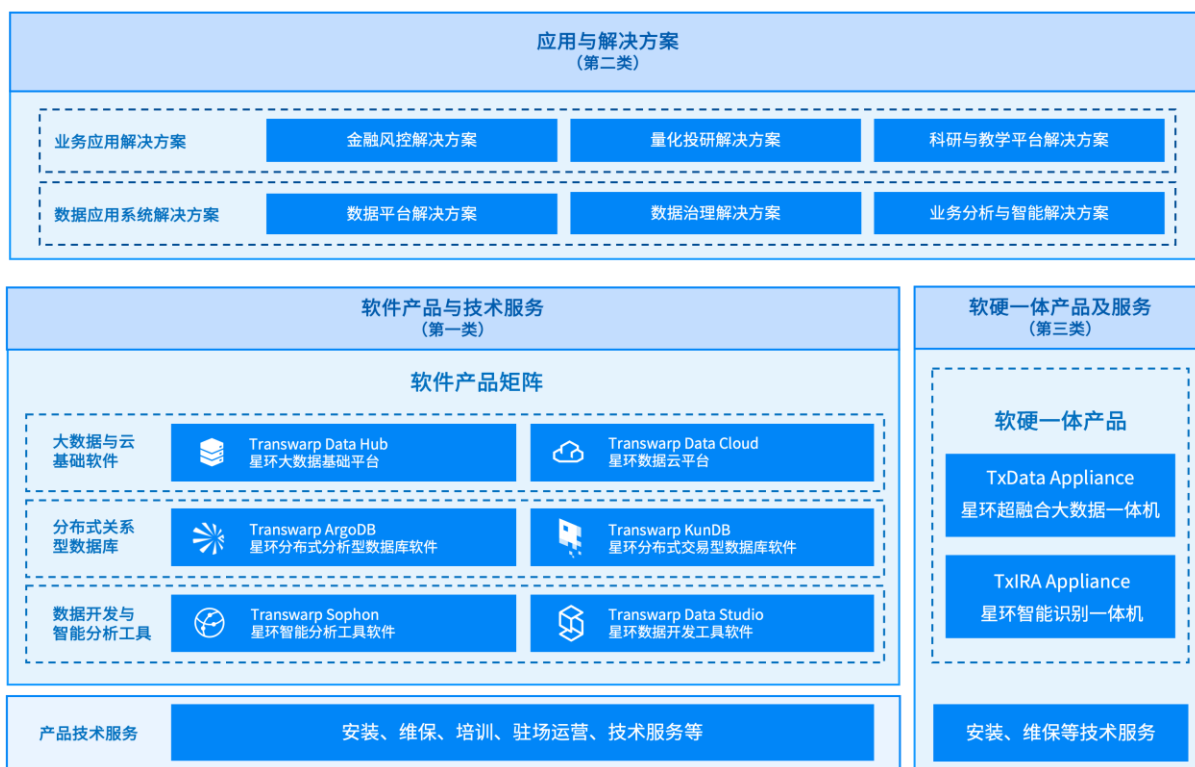 应用与解决方案
(第二类)
业务应用解决方案
金融风控解决方案
量化投研解决方案
科研与教学平台解决方案
数据应用系统解决方案
数据平台解决方案
数据治理解决方案
业务分析与智能解决方案
软件产品与技术服务
(第一类)
软件产品矩阵
大数据与云
基础软件
Transwarp Data Hub
星环大数据基础平台
Transwarp Data Cloud
星环数据云平台
分布式关系
型数据库
Transwarp ArgoDB
星环分布式分析型数据库软件
Transwarp KunDB
星环分布式交易型数据库软件
数据开发与
智能分析工具
Transwarp Sophon
星环智能分析工具软件
Transwarp Data Studio
星环数据开发工具软件
产品技术服务
安装、维保、培训、驻场运营、技术服务等
软硬一体产品及服务
(第三类)
软硬一体产品
TxData Appliance
星环超融合大数据一体机
TxIRA Appliance
星环智能识别一体机
安装、维保等技术服务